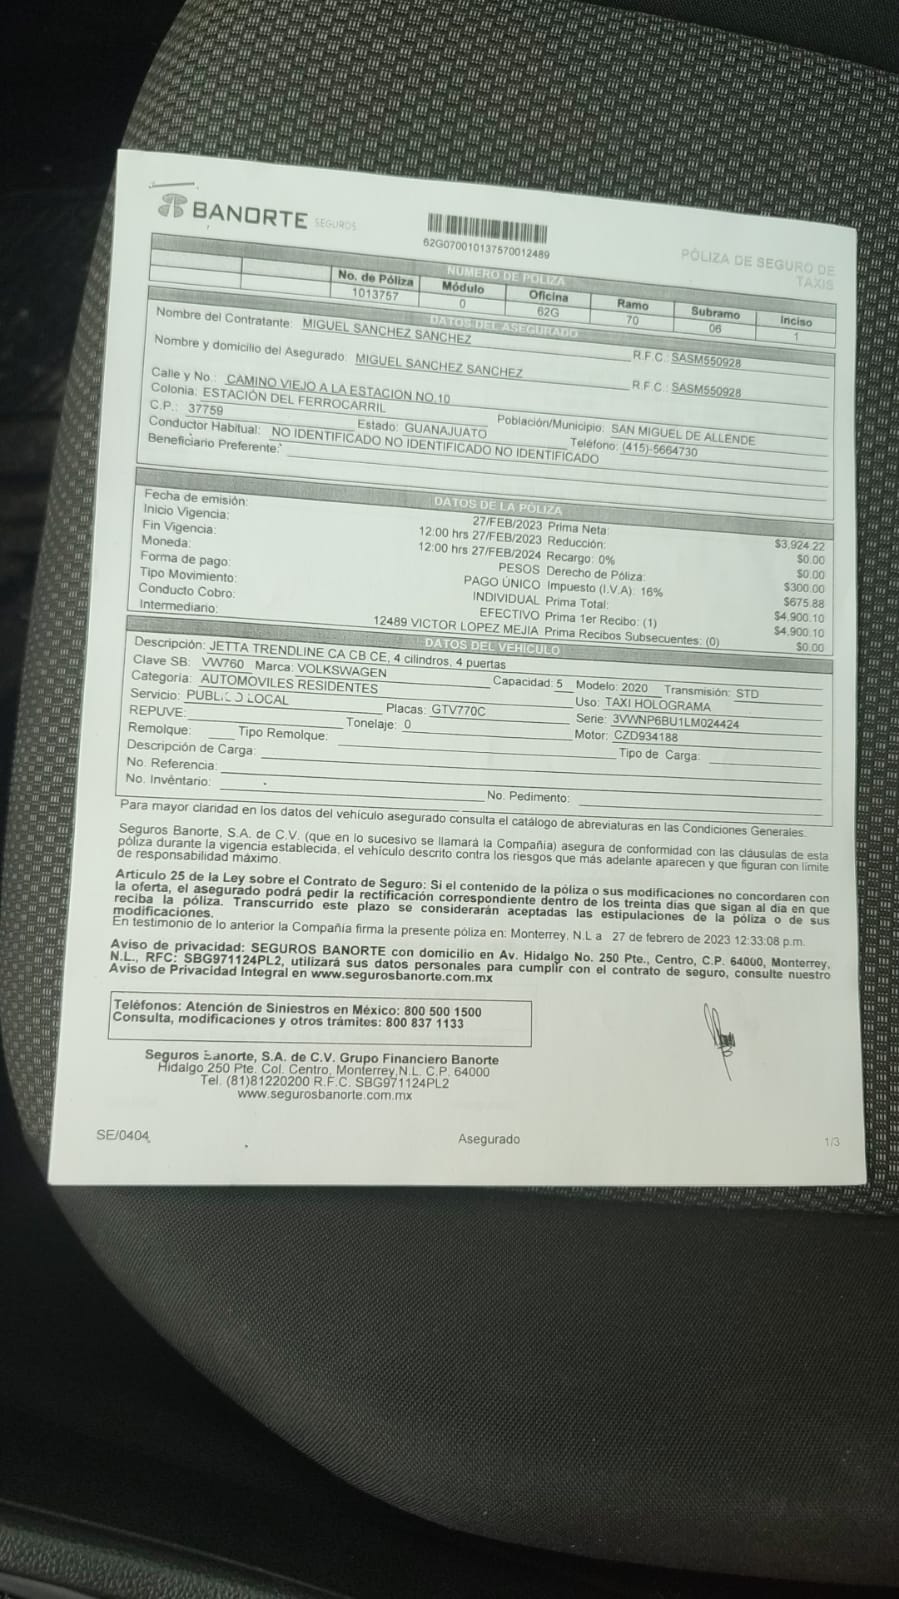 BANORTE SEGUROS
62G070010137570012489
PÓLIZA DE SEGURO DE TAXIS
NÚMERO DE PÓLIZA
No. de Póliza Módulo Oficina Ramo Subramo Inciso
1013757 0 62G 70 06 1
DATOS DEL ASEGURADO
Nombre del Contratante: MIGUEL SANCHEZ SANCHEZ R.F.C.: SASM550928
Nombre y domicilio del Asegurado: MIGUEL SANCHEZ SANCHEZ R.F.C.: SASM550928
Calle y No.: CAMINO VIEJO A LA ESTACION NO.10
Colonia: ESTACIÓN DEL FERROCARRIL Población/Municipio: SAN MIGUEL DE ALLENDE
C.P.: 37759 Estado: GUANAJUATO Teléfono: (415)-5664730
Conductor Habitual: NO IDENTIFICADO NO IDENTIFICADO NO IDENTIFICADO
Beneficiario Preferente:
DATOS DE LA PÓLIZA
Fecha de emisión: 27/FEB/2023 Prima Neta: $3,924.22
Inicio Vigencia: 12:00 hrs 27/FEB/2023 Reducción: $0.00
Fin Vigencia: 12:00 hrs 27/FEB/2024 Recargo: 0% $0.00
Moneda: PESOS Derecho de Póliza: $300.00
Forma de pago: PAGO ÚNICO Impuesto (I.V.A): 16% $675.88
Tipo Movimiento: INDIVIDUAL Prima Total: $4,900.10
Conducto Cobro: EFECTIVO Prima 1er Recibo: (1) $4,900.10
Intermediario: 12489 VICTOR LOPEZ MEJIA Prima Recibos Subsecuentes: (0) $0.00
DATOS DEL VEHÍCULO
Descripción: JETTA TRENDLINE CA CB CE, 4 cilindros, 4 puertas
Clave SB: VW760 Marca: VOLKSWAGEN Capacidad: 5 Modelo: 2020 Transmisión: STD
Categoría: AUTOMOVILES RESIDENTES Uso: TAXI HOLOGRAMA
Servicio: PUBLICO LOCAL Placas: GTV770C Serie: 3VWNP6BU1LM024424
REPUVE: Tonelaje: 0 Motor: CZD934188
Remolque: Tipo Remolque: Tipo de Carga:
Descripción de Carga:
No. Referencia:
No. Invéntario: No. Pedimento:
Para mayor claridad en los datos del vehículo asegurado consulta el catálogo de abreviaturas en las Condiciones Generales.
Seguros Banorte, S.A. de C.V. (que en lo sucesivo se llamará la Compañía) asegura de conformidad con las cláusulas de esta
póliza durante la vigencia establecida, el vehículo descrito contra los riesgos que más adelante aparecen y que figuran con límite
de responsabilidad máximo.
Articulo 25 de la Ley sobre el Contrato de Seguro: Si el contenido de la póliza o sus modificaciones no concordaren con
la oferta, el asegurado podrá pedir la rectificación correspondiente dentro de los treinta días que sigan al día en que
reciba la póliza. Transcurrido este plazo se considerarán aceptadas las estipulaciones de la póliza o de sus
modificaciones.
En testimonio de lo anterior la Compañía firma la presente póliza en: Monterrey, N.L a 27 de febrero de 2023 12:33:08 p.m.
Aviso de privacidad: SEGUROS BANORTE con domicilio en Av. Hidalgo No. 250 Pte., Centro, C.P. 64000, Monterrey,
N.L., RFC: SBG971124PL2, utilizará sus datos personales para cumplir con el contrato de seguro, consulte nuestro
Aviso de Privacidad Integral en www.segurosbanorte.com.mx
Teléfonos: Atención de Siniestros en México: 800 500 1500
Consulta, modificaciones y otros trámites: 800 837 1133
Seguros Banorte, S.A. de C.V. Grupo Financiero Banorte
Hidalgo 250 Pte. Col. Centro, Monterrey,N.L. C.P. 64000
Tel. (81)81220200 R.F.C. SBG971124PL2
www.segurosbanorte.com.mx
SE/0404 Asegurado 1/3